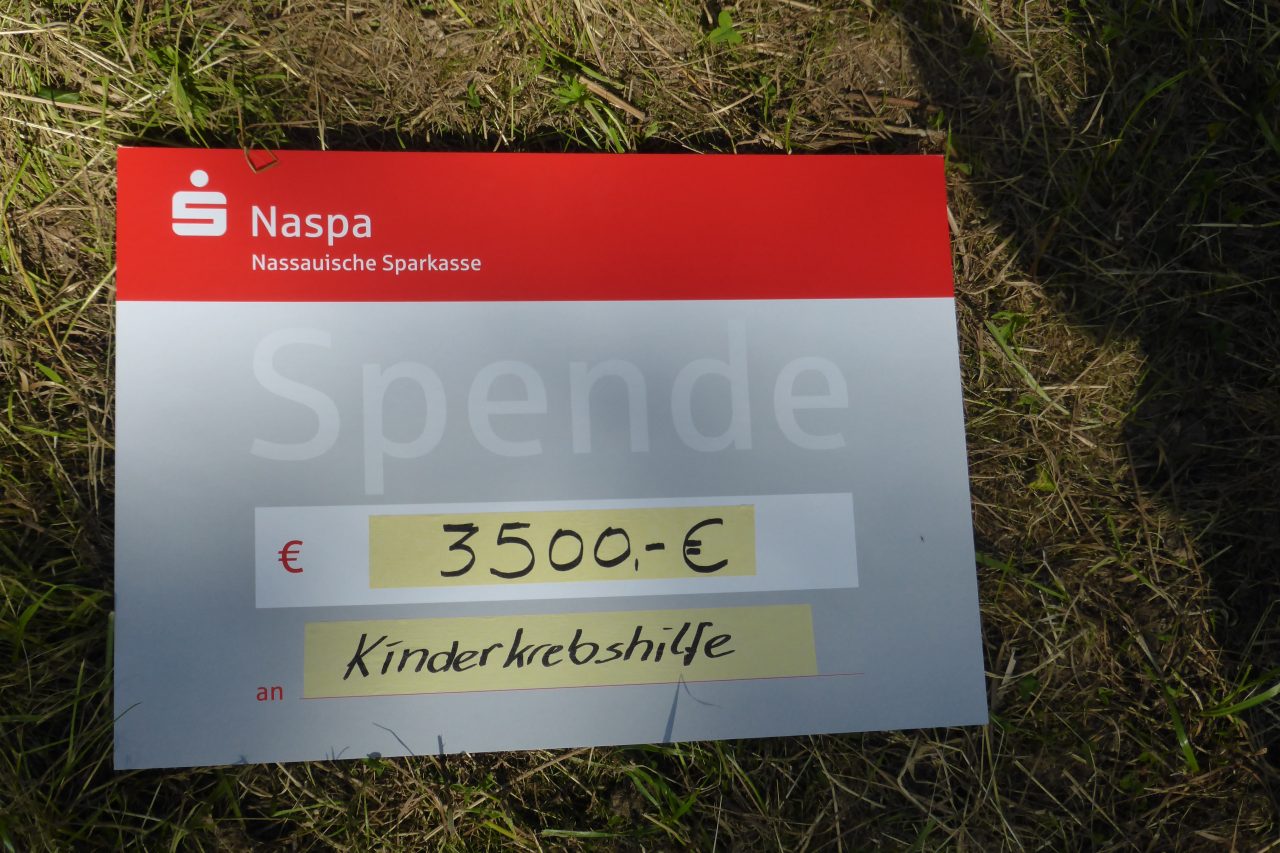 Naspa
Nassauische Sparkasse
Spende
€ 3500,- €
an Kinderkrebshilfe